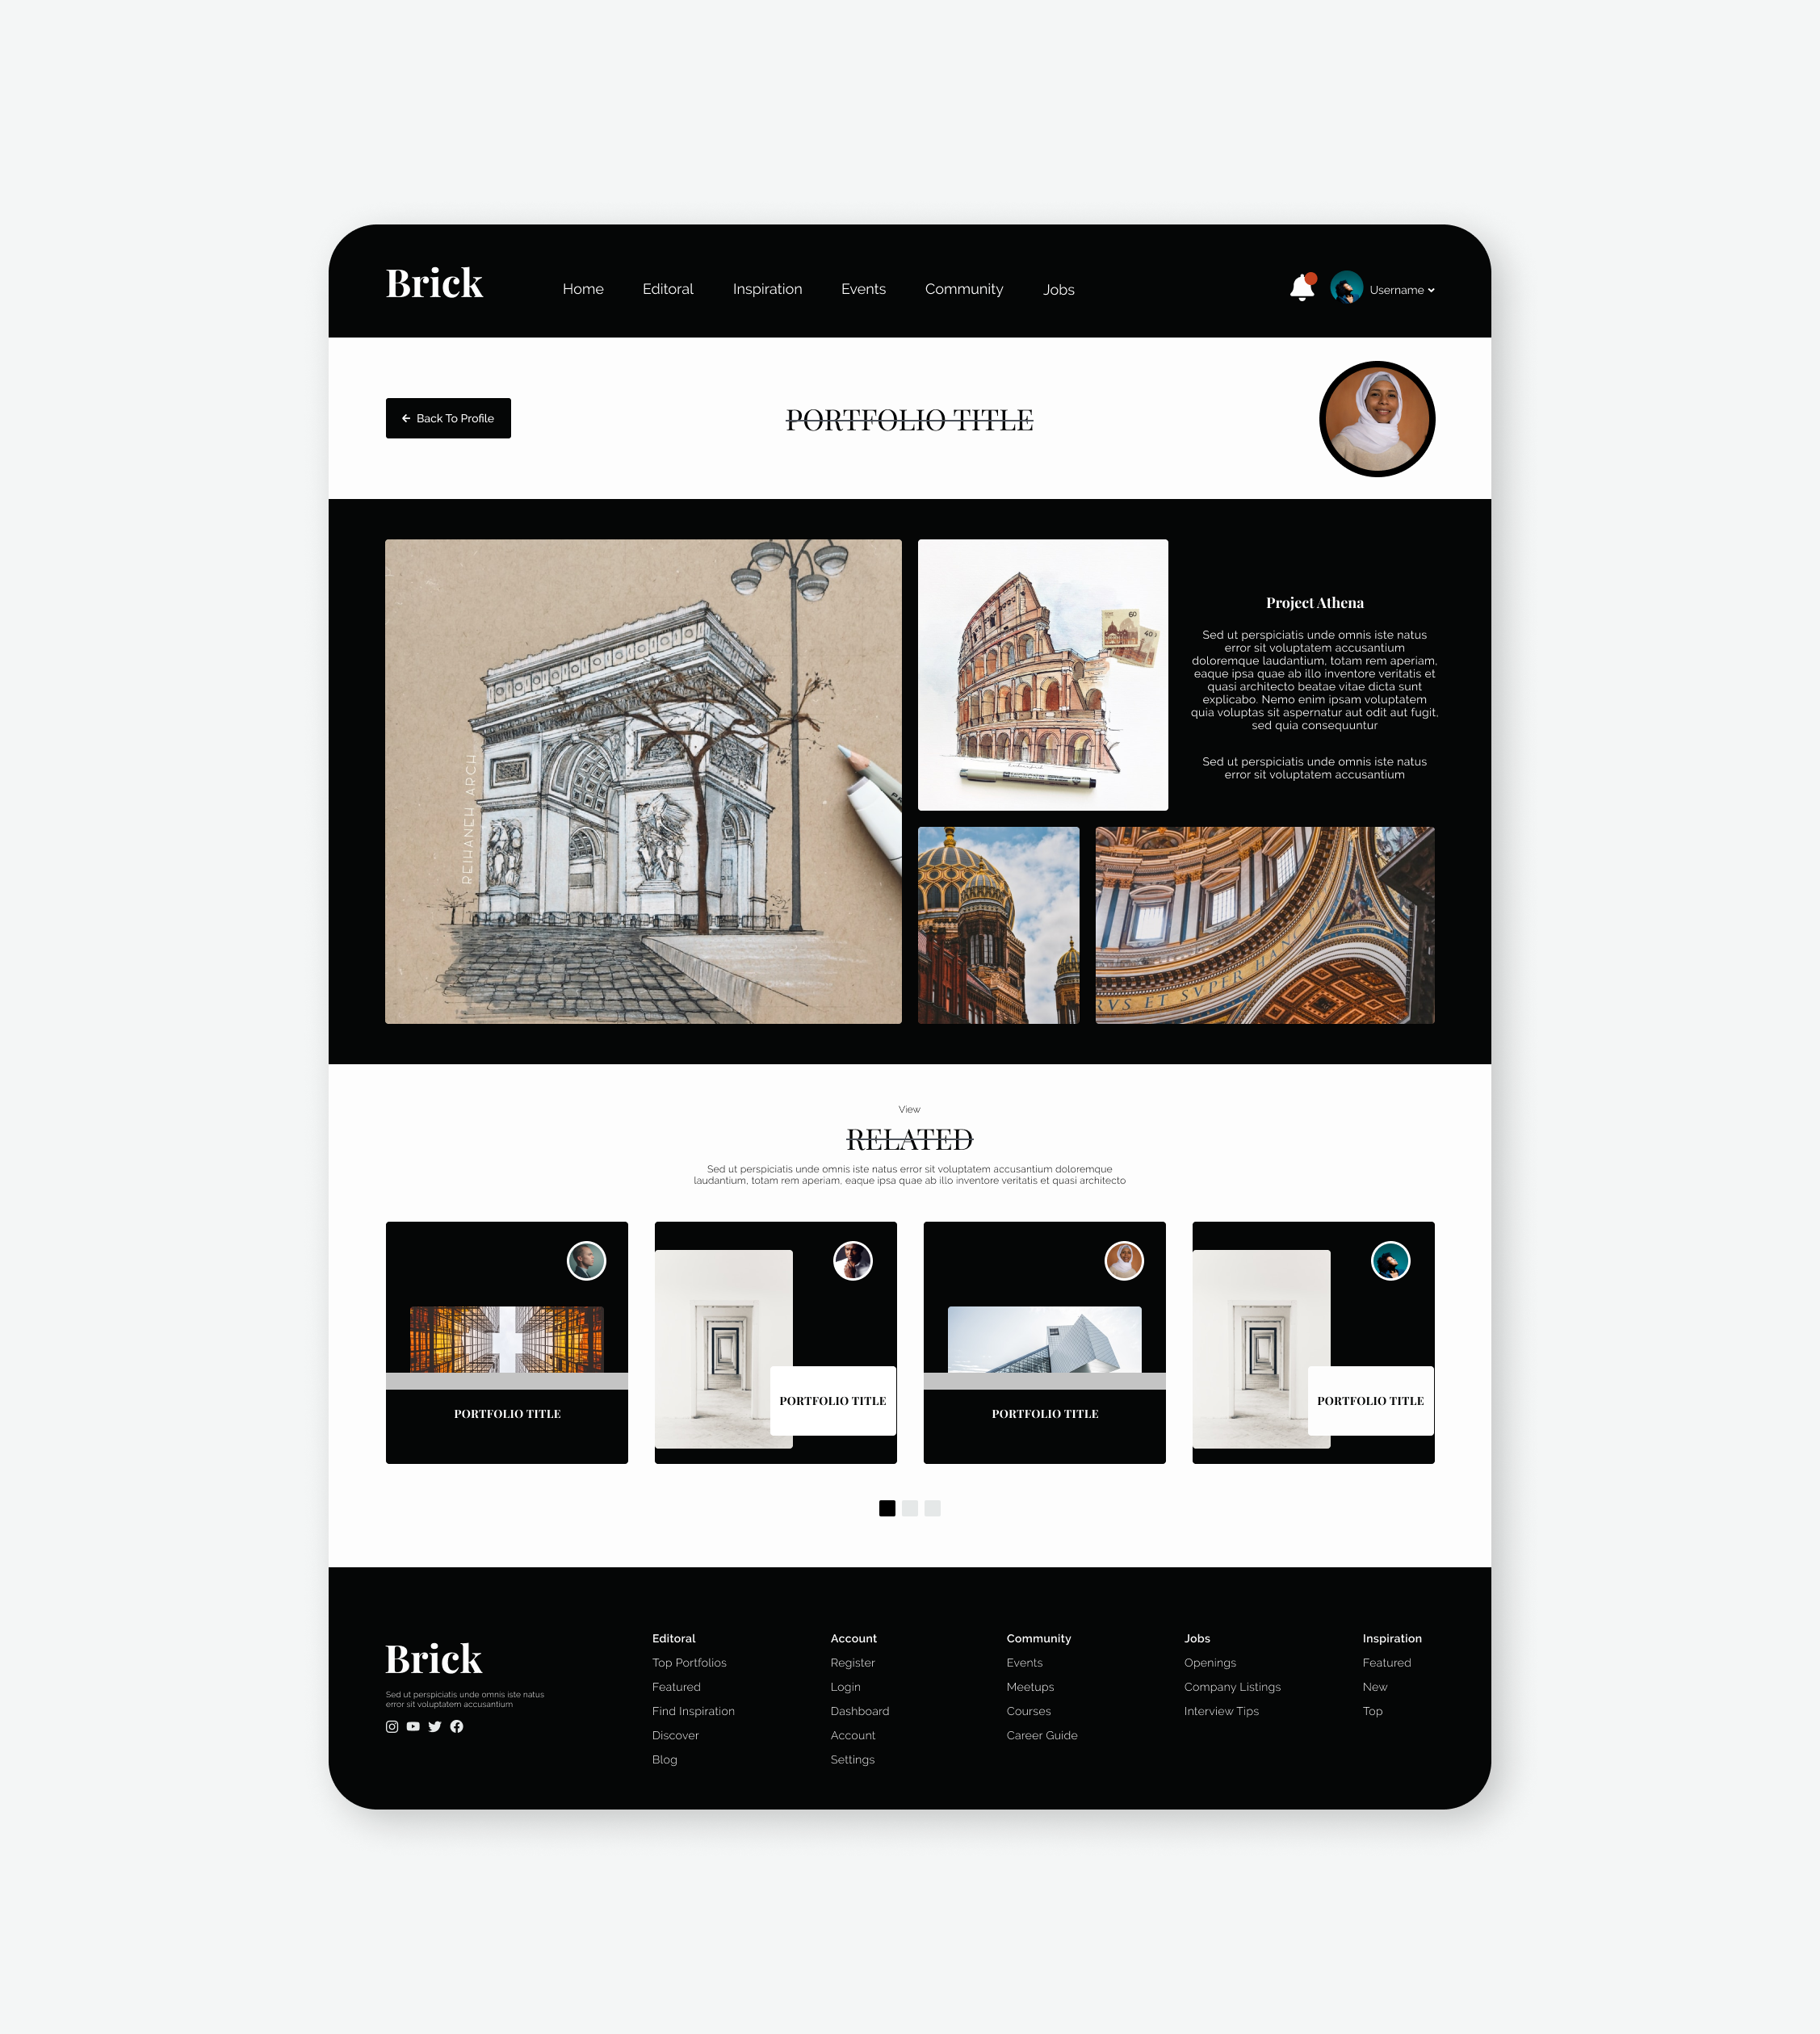 Brick
Home Editoral Inspiration Events Community Jobs
Username
Back To Profile
PORTFOLIO TITLE
REIHANEH ARCH
60
40
Project Athena
Sed ut perspiciatis unde omnis iste natus
error sit voluptatem accusantium
doloremque laudantium, totam rem aperiam,
eaque ipsa quae ab illo inventore veritatis et
quasi architecto beatae vitae dicta sunt
explicabo. Nemo enim ipsam voluptatem
quia voluptas sit aspernatur aut odit aut fugit,
sed quia consequuntur
Sed ut perspiciatis unde omnis iste natus
error sit voluptatem accusantium
VS ET SVPER HANC
View
RELATED
Sed ut perspiciatis unde omnis iste natus error sit voluptatem accusantium doloremque
laudantium, totam rem aperiam, eaque ipsa quae ab illo inventore veritatis et quasi architecto
PORTFOLIO TITLE
PORTFOLIO TITLE
PORTFOLIO TITLE
PORTFOLIO TITLE
Brick
Sed ut perspiciatis unde omnis iste natus
error sit voluptatem accusantium
Editoral
Top Portfolios
Featured
Find Inspiration
Discover
Blog
Account
Register
Login
Dashboard
Account
Settings
Community
Events
Meetups
Courses
Career Guide
Jobs
Openings
Company Listings
Interview Tips
Inspiration
Featured
New
Top